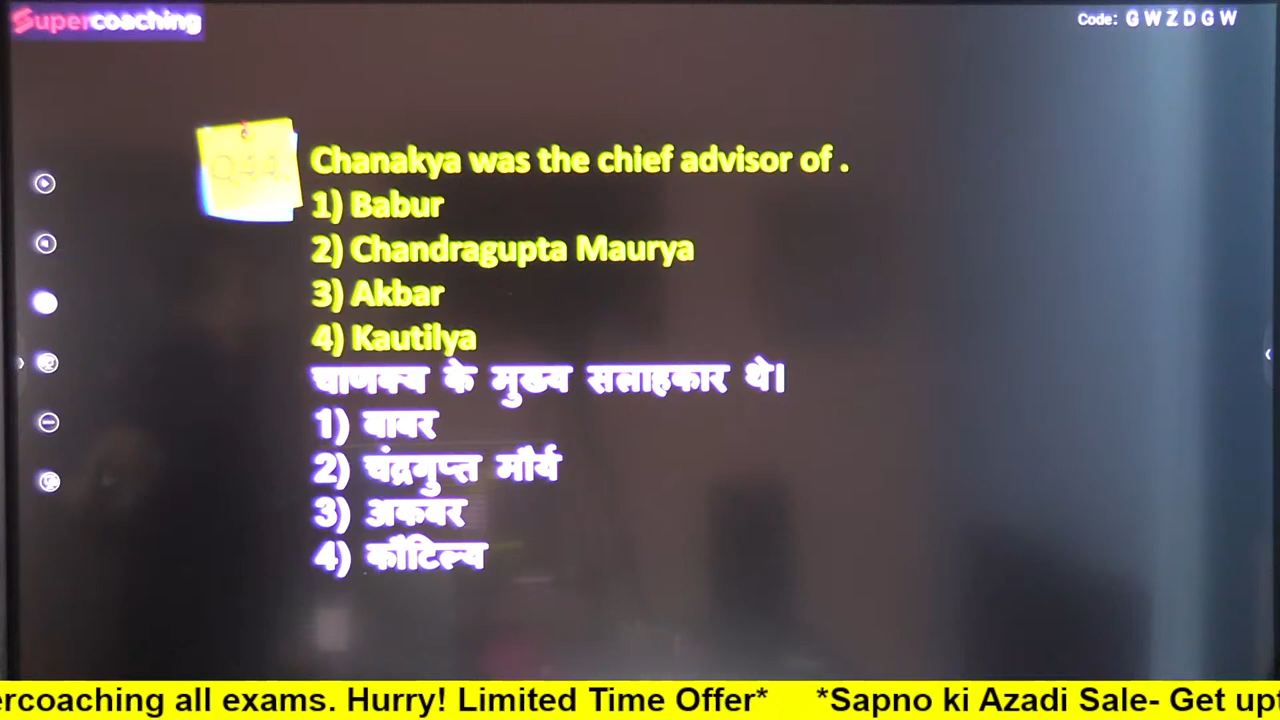 Supercoaching
Code: G W Z D G W
Q44.
Chanakya was the chief advisor of .
1) Babur
2) Chandragupta Maurya
3) Akbar
4) Kautilya
चाणक्य के मुख्य सलाहकार थे।
1) बाबर
2) चंद्रगुप्त मौर्य
3) अकबर
4) कौटिल्य
rcoaching all exams. Hurry! Limited Time Offer* *Sapno ki Azadi Sale- Get upt